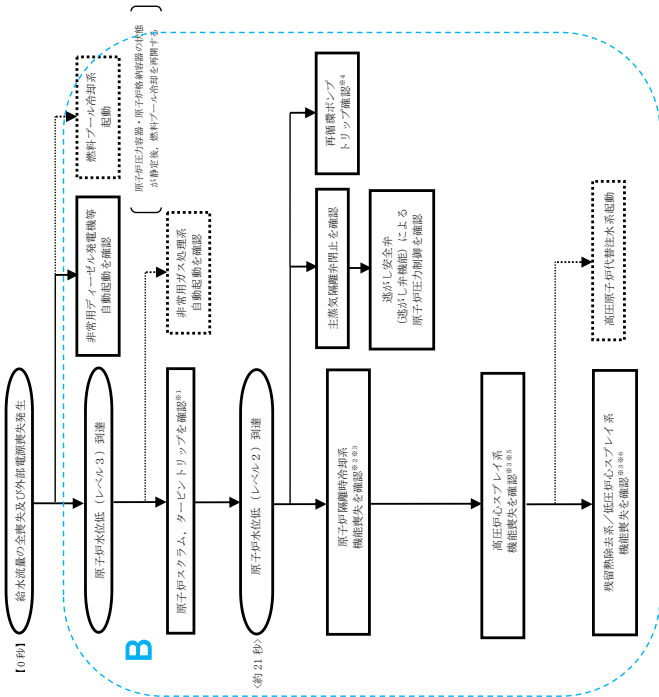 【0 秒】
給水流量の全喪失及び外部電源喪失発生
非常用ディーゼル発電機等
自動起動を確認
燃料プール冷却系
起動
原子炉圧力容器・原子炉格納容器の状態
が静定後，燃料プール冷却を再開する
原子炉水位低（レベル３）到達
非常用ガス処理系
自動起動を確認
B
原子炉スクラム，タービントリップを確認※１
<約 21 秒>
原子炉水位低（レベル２）到達
主蒸気隔離弁閉止を確認
再循環ポンプ
トリップ確認※４
逃がし安全弁
（逃がし弁機能）による
原子炉圧力制御を確認
原子炉隔離時冷却系
機能喪失を確認※２※３
高圧炉心スプレイ系
機能喪失を確認※３※５
高圧原子炉代替注水系起動
残留熱除去系／低圧炉心スプレイ系
機能喪失を確認※３※６